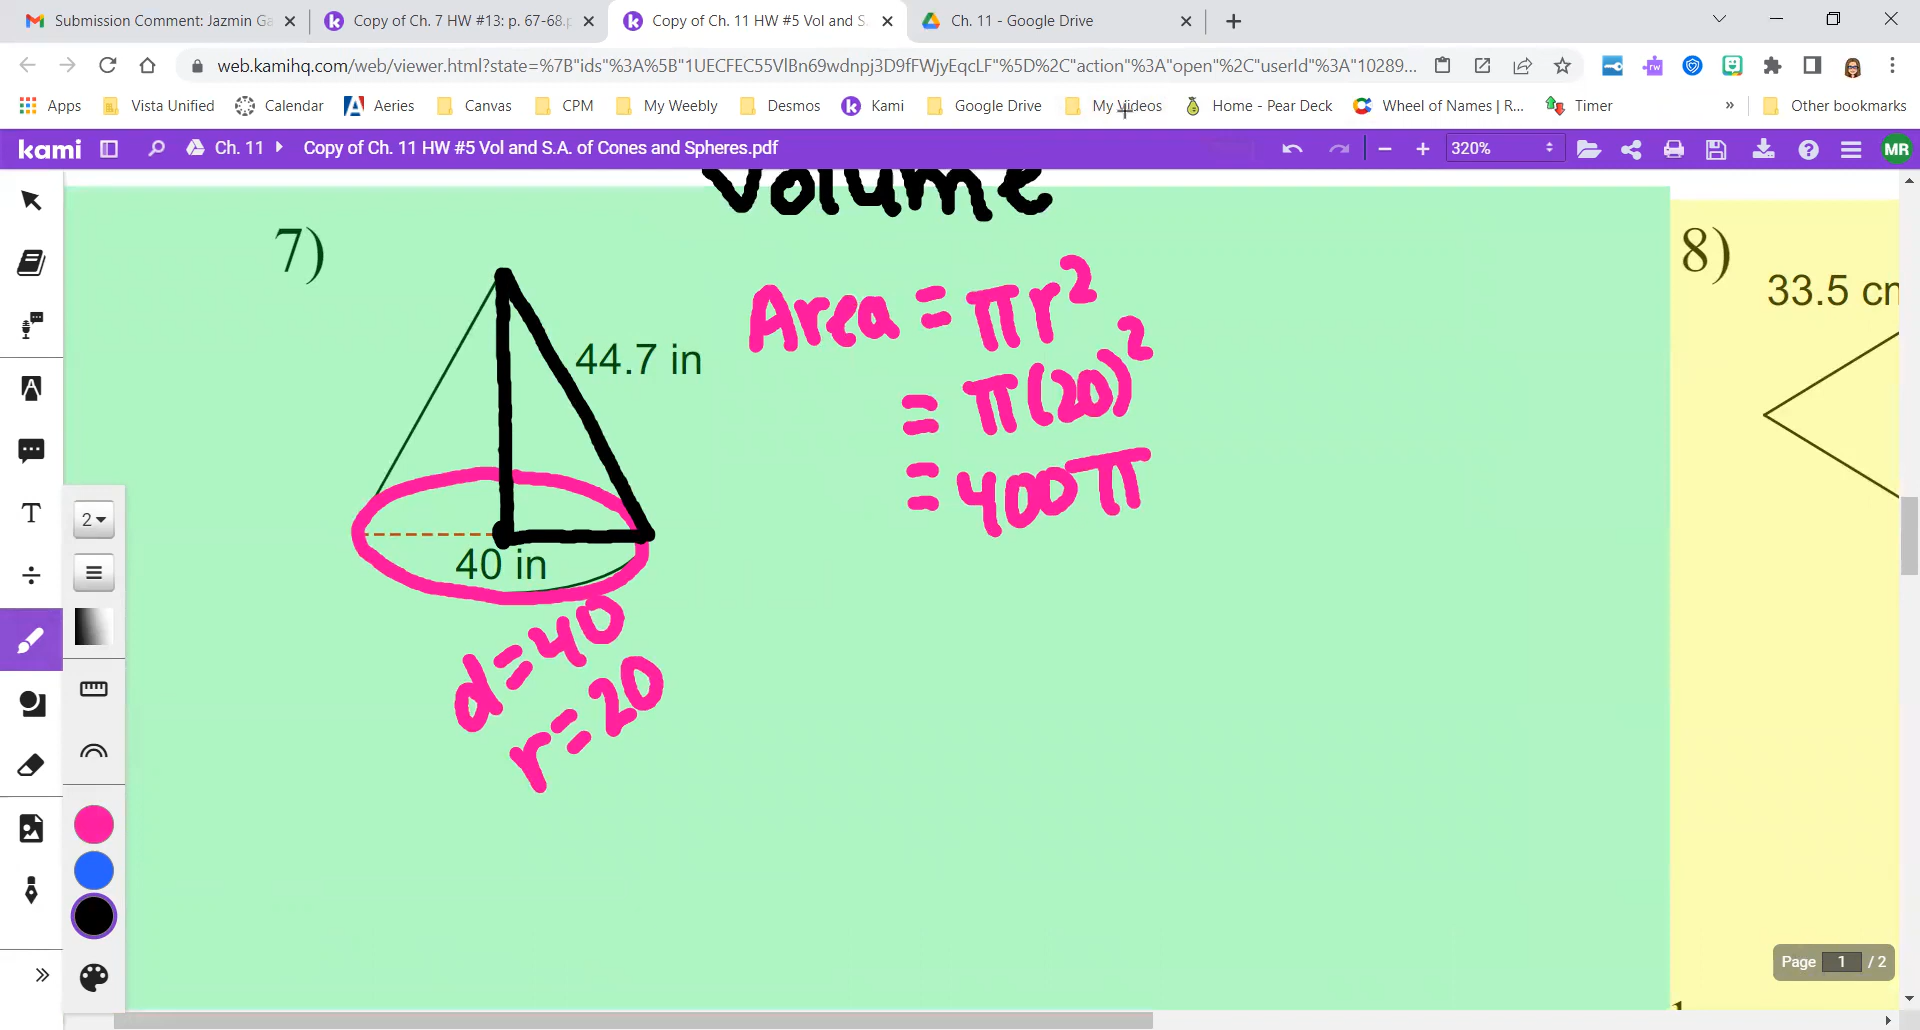 Submission Comment: Jazmin Ga
Copy of Ch. 7 HW #13: p. 67-68.p
Copy of Ch. 11 HW #5 Vol and S.
Ch. 11 - Google Drive
web.kamihq.com/web/viewer.html?state=%7B"ids"%3A%5B"1UECFEC55VlBn69wdnpj3D9fFWjyEqcLF"%5D%2C"action"%3A"open"%2C"userId"%3A"10289...
Apps
Vista Unified
Calendar
Aeries
Canvas
CPM
My Weebly
Desmos
Kami
Google Drive
My Videos
Home - Pear Deck
Wheel of Names | R...
Timer
»
Other bookmarks
kami
Ch. 11
Copy of Ch. 11 HW #5 Vol and S.A. of Cones and Spheres.pdf
320%
MR
Volume
7)
44.7 in
40 in
d=40
r=20
Area = πr²
= π(20)²
= 400π
8)
33.5 cm
2
Page 1 / 2